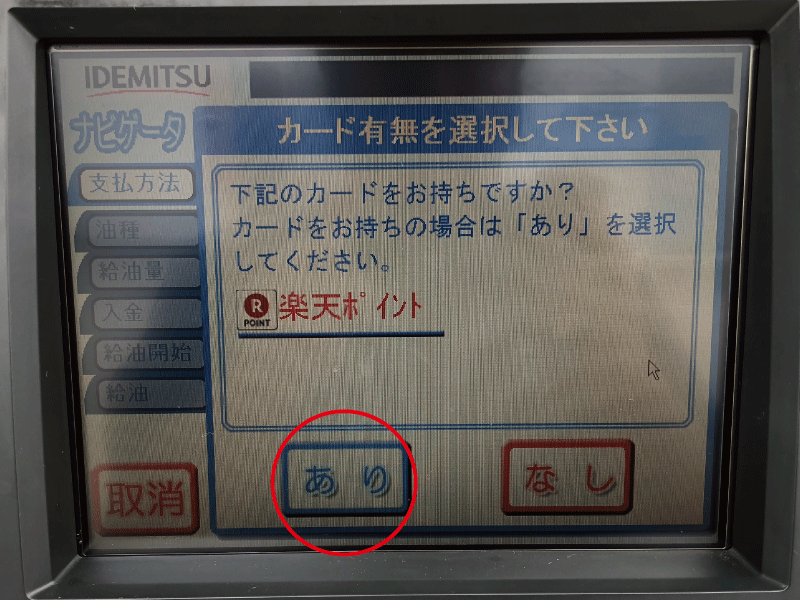 IDEMITSU
ナビゲータ
カード有無を選択して下さい
支払方法
油種
給油量
入金
給油開始
給油
下記のカードをお持ちですか？
カードをお持ちの場合は「あり」を選択
してください。
R
POINT
楽天ポイント
取消
あり
なし